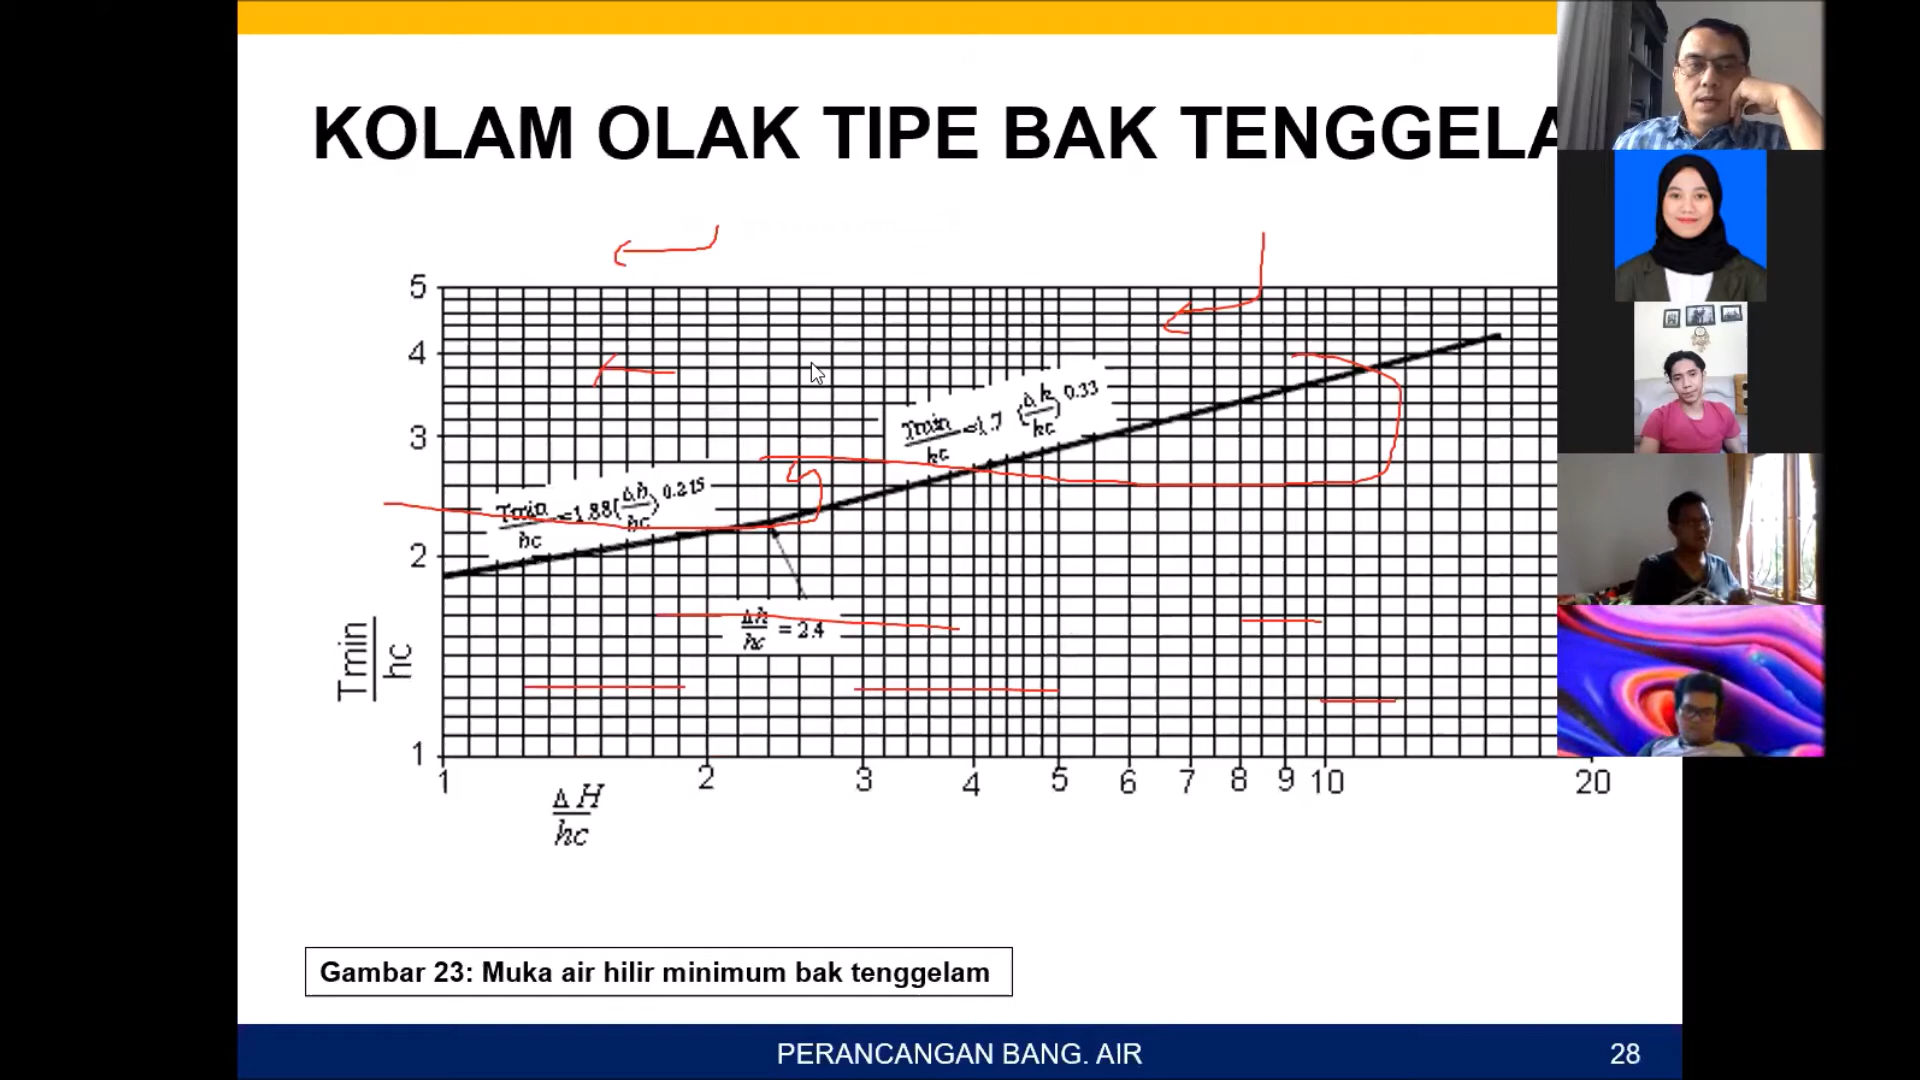 KOLAM OLAK TIPE BAK TENGGELA
5
4
3
2
1
Tmin
hc
Tmin
hc
=1.88(
Δh
hc
)
0.215
Tmin
hc
=1.7
(
Δh
hc
)
0.33
Δh
hc
= 2.4
1
2
3
4
5
6
7
8
9
10
20
Δ H
hc
Gambar 23: Muka air hilir minimum bak tenggelam
PERANCANGAN BANG. AIR
28